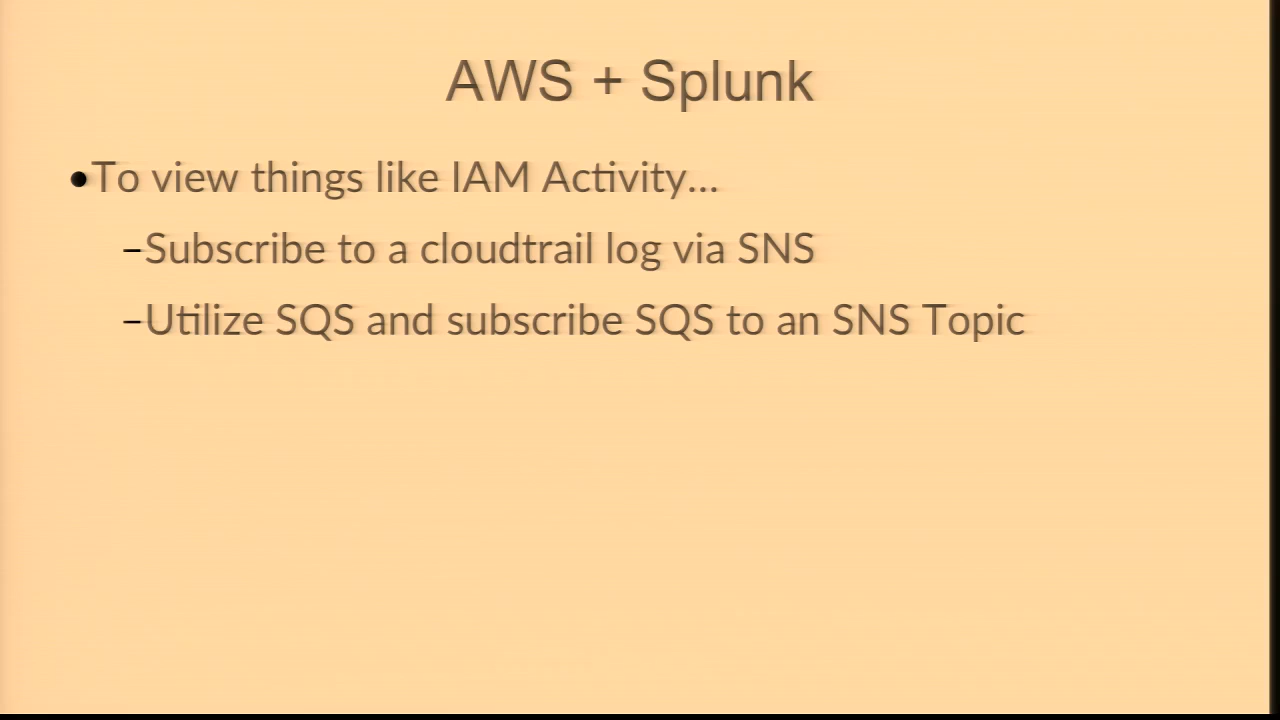 AWS + Splunk
•To view things like IAM Activity...
–Subscribe to a cloudtrail log via SNS
–Utilize SQS and subscribe SQS to an SNS Topic